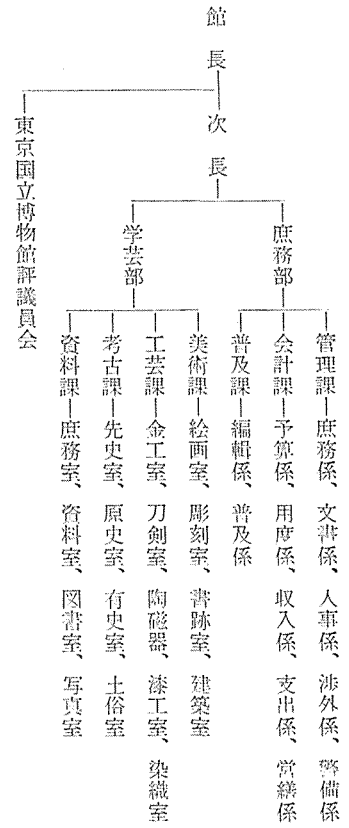 館長
次長
庶務部
管理課―庶務係、文書係、人事係、渉外係、警備係
会計課―予算係、用度係、収入係、支出係、営繕係
普及課―編輯係、普及係
学芸部
美術課―絵画室、彫刻室、書跡室、建築室
工芸課―金工室、刀剣室、陶磁器、漆工室、染織室
考古課―先史室、原史室、有史室、土俗室
資料課―庶務室、資料室、図書室、写真室
東京国立博物館評議員会